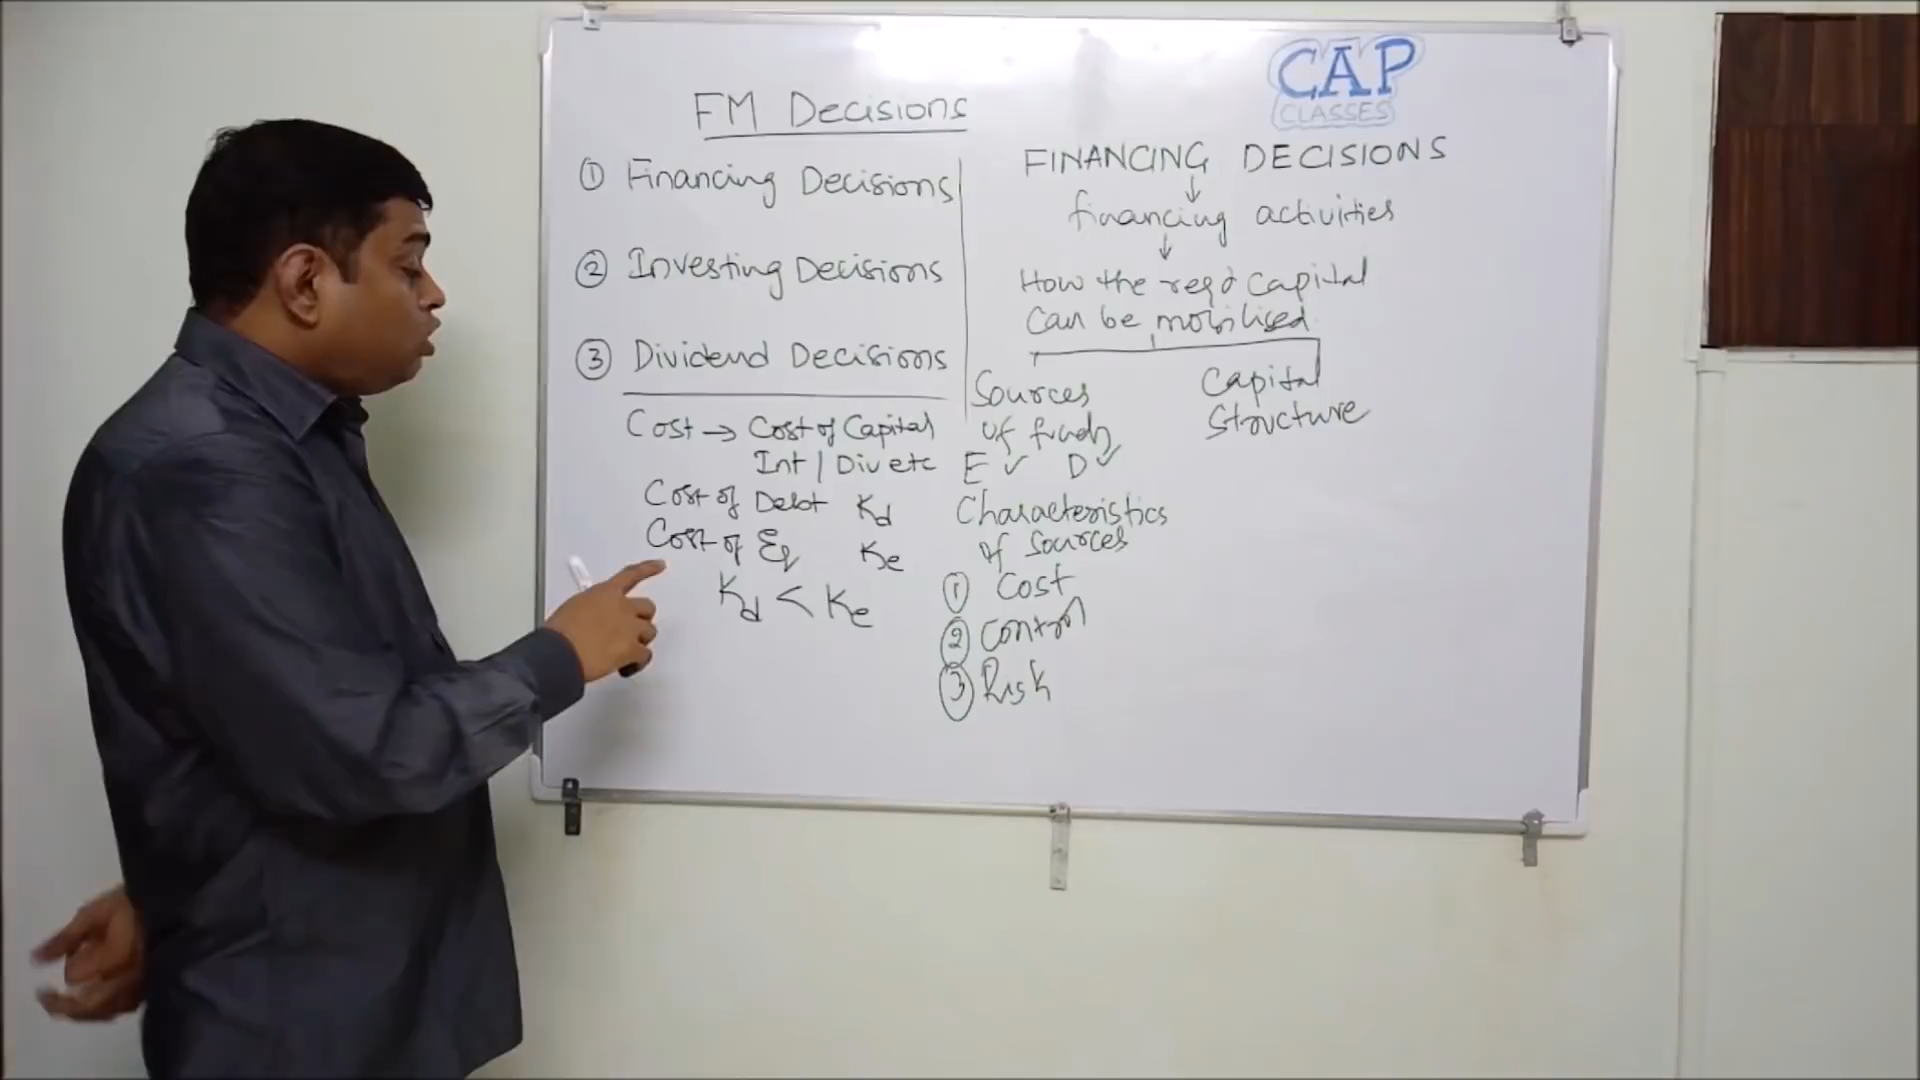 CAP
CLASSES
FM Decisions
① Financing Decisions
② Investing Decisions
③ Dividend Decisions
Cost → Cost of Capital
Int / Div etc
Cost of Debt Kd
Cost of Eq Ke
Kd < Ke
FINANCING DECISIONS
↓
financing activities
↓
How the reqd capital
can be mobilised
Sources
of funds
E ✓ D ✓
Capital
Structure
Characteristics
of sources
① Cost
② Control
③ Risk